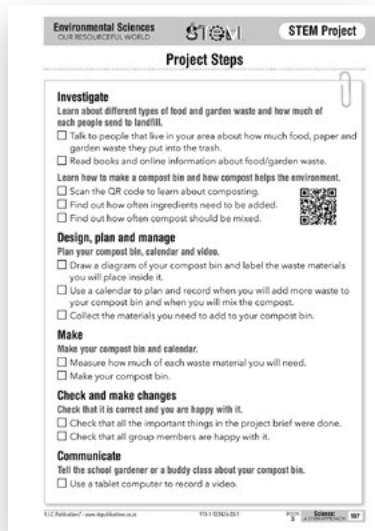 Environmental Sciences
OUR RESOURCEFUL WORLD
STEM
STEM Project
Project Steps
Investigate
Learn about different types of food and garden waste and how much of
each people send to landfill.
Talk to people that live in your area about how much food, paper and
garden waste they put into the trash.
Read books and online information about food/garden waste.
Learn how to make a compost bin and how compost helps the environment.
Scan the QR code to learn about composting.
Find out how often ingredients need to be added.
Find out how often compost should be mixed.
Design, plan and manage
Plan your compost bin, calendar and video.
Draw a diagram of your compost bin and label the waste materials
you will place inside it.
Use a calendar to plan and record when you will add more waste to
your compost bin and when you will mix the compost.
Collect the materials you need to add to your compost bin.
Make
Make your compost bin and calendar.
Measure how much of each waste material you will need.
Make your compost bin.
Check and make changes
Check that it is correct and you are happy with it.
Check that all the important things in the project brief were done.
Check that all group members are happy with it.
Communicate
Tell the school gardener or a buddy class about your compost bin.
Use a tablet computer to record a video.
R.I.C. Publications®
BOOK
3
Science:
A STEM APPROACH